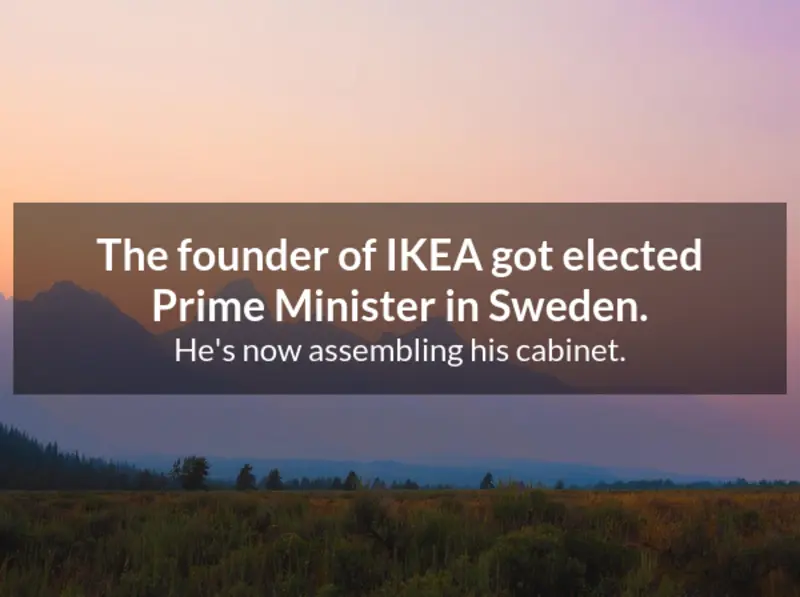 The founder of IKEA got elected
Prime Minister in Sweden.
He's now assembling his cabinet.